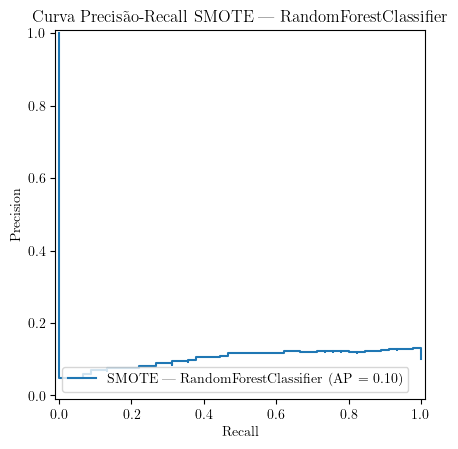 Curva Precisão-Recall SMOTE — RandomForestClassifier
1.0
0.8
0.6
0.4
0.2
0.0
Precision
SMOTE — RandomForestClassifier (AP = 0.10)
0.0 0.2 0.4 0.6 0.8 1.0
Recall